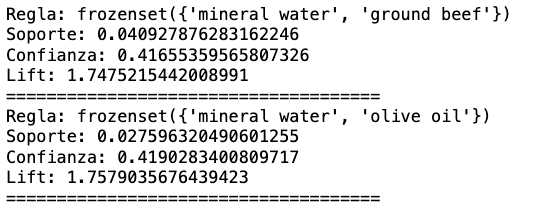 Regla: frozenset({'mineral water', 'ground beef'})
Soporte: 0.040927876283162246
Confianza: 0.41655359565807326
Lift: 1.7475215442008991
=====================================
Regla: frozenset({'mineral water', 'olive oil'})
Soporte: 0.027596320490601255
Confianza: 0.4190283400809717
Lift: 1.7579035676439423
=====================================